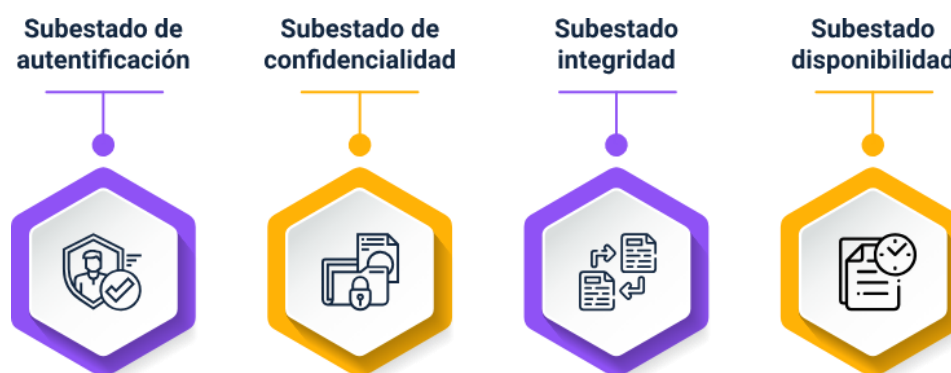 Subestado de
autentificación
Subestado de
confidencialidad
Subestado
integridad
Subestado
disponibilidad